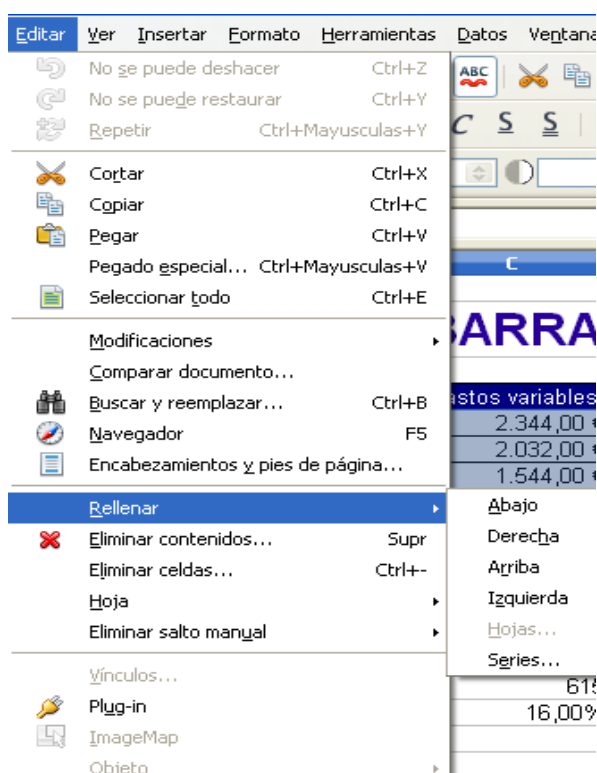 Editar Ver Insertar Formato Herramientas Datos Ventana
No se puede deshacer Ctrl+Z
No se puede restaurar Ctrl+Y
Repetir Ctrl+Mayusculas+Y
ABC
C S S
Cortar Ctrl+X
Copiar Ctrl+C
Pegar Ctrl+V
Pegado especial... Ctrl+Mayusculas+V
Seleccionar todo Ctrl+E
C
Modificaciones
BARRA
Comparar documento...
Buscar y reemplazar... Ctrl+B
astos variables
Navegador F5
2.344,00 €
2.032,00 €
Encabezamientos y pies de página...
1.544,00 €
Rellenar
Abajo
Derecha
Arriba
Izquierda
Hojas...
Series...
Eliminar contenidos... Supr
Eliminar celdas... Ctrl+-
Hoja
Eliminar salto manual
Vínculos...
615
Plug-in
16,00%
ImageMap
Objeto